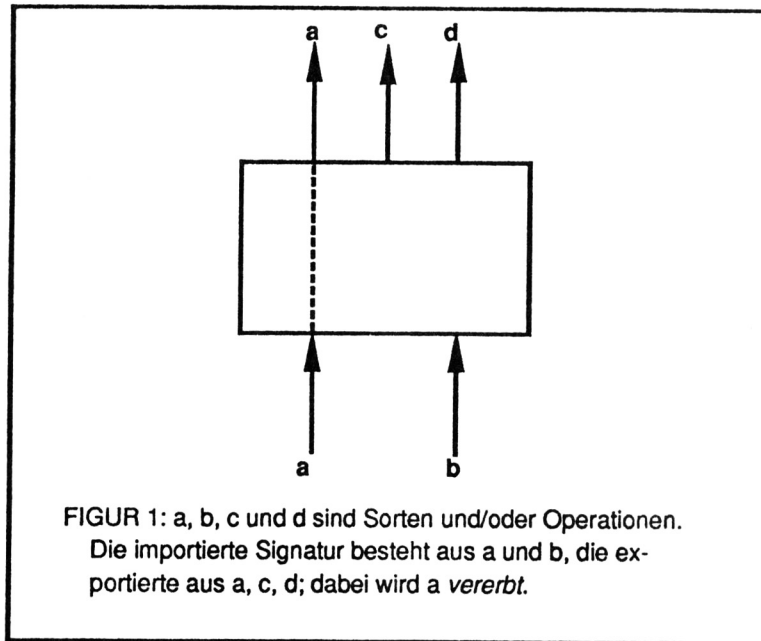 a c d
a b
FIGUR 1: a, b, c und d sind Sorten und/oder Operationen.
Die importierte Signatur besteht aus a und b, die ex-
portierte aus a, c, d; dabei wird a vererbt.